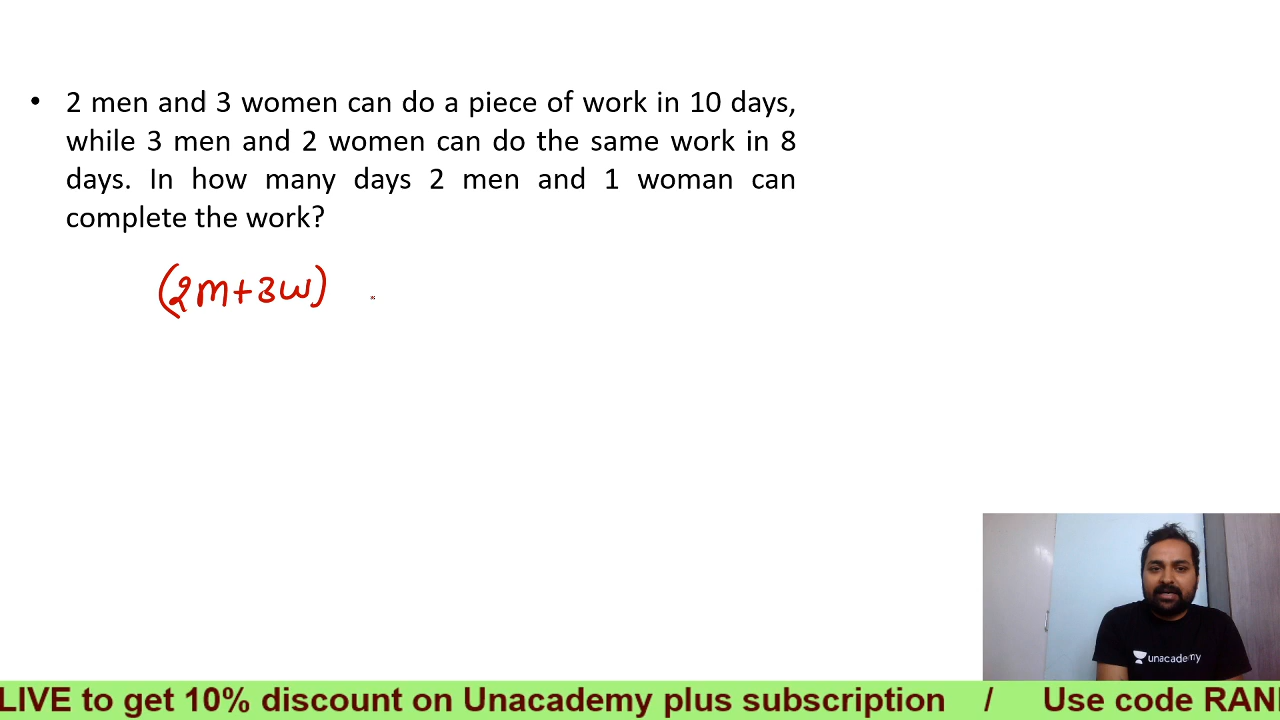 • 2 men and 3 women can do a piece of work in 10 days,
while 3 men and 2 women can do the same work in 8
days. In how many days 2 men and 1 woman can
complete the work?
(2M+3W)
unacademy
LIVE to get 10% discount on Unacademy plus subscription / Use code RAN